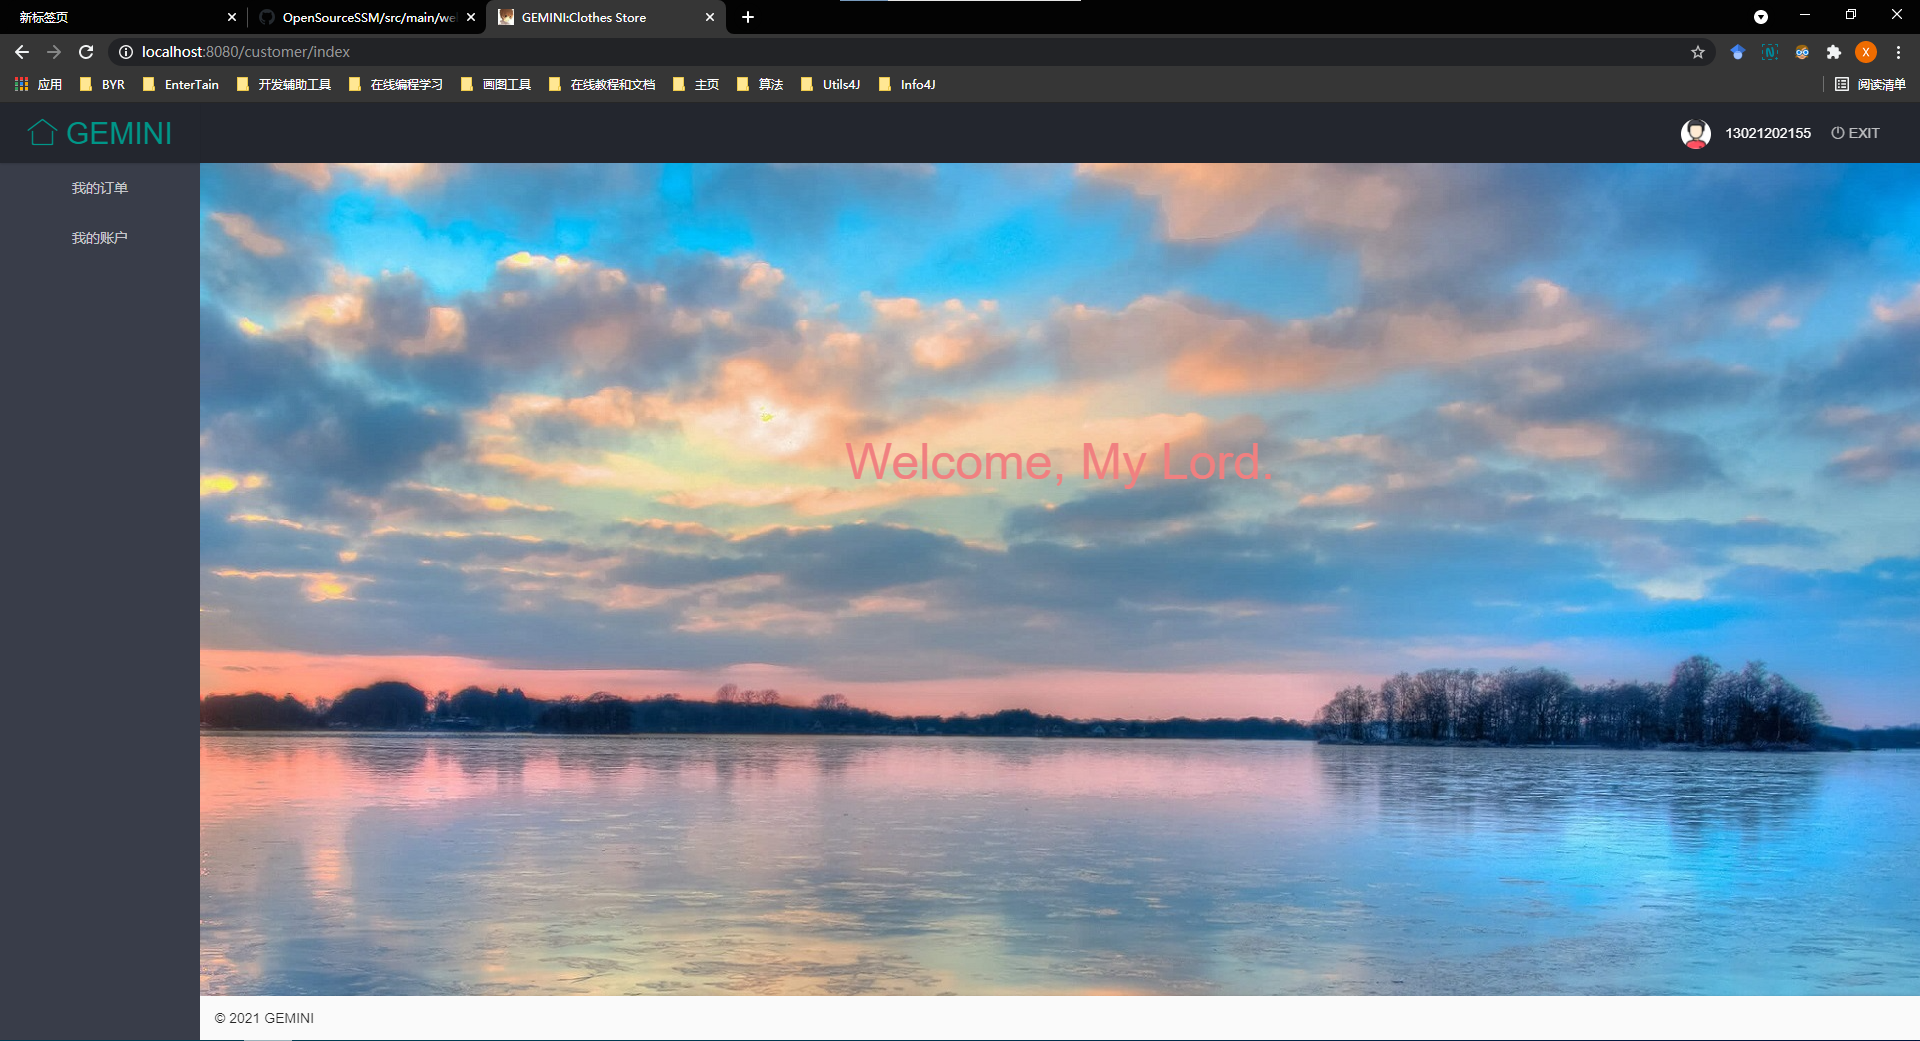 新标签页
OpenSourceSSM/src/main/we
GEMINI:Clothes Store
localhost:8080/customer/index
X
应用
BYR
EnterTain
开发辅助工具
在线编程学习
画图工具
在线教程和文档
主页
算法
Utils4J
Info4J
阅读清单
GEMINI
13021202155
EXIT
我的订单
我的账户
Welcome, My Lord.
© 2021 GEMINI